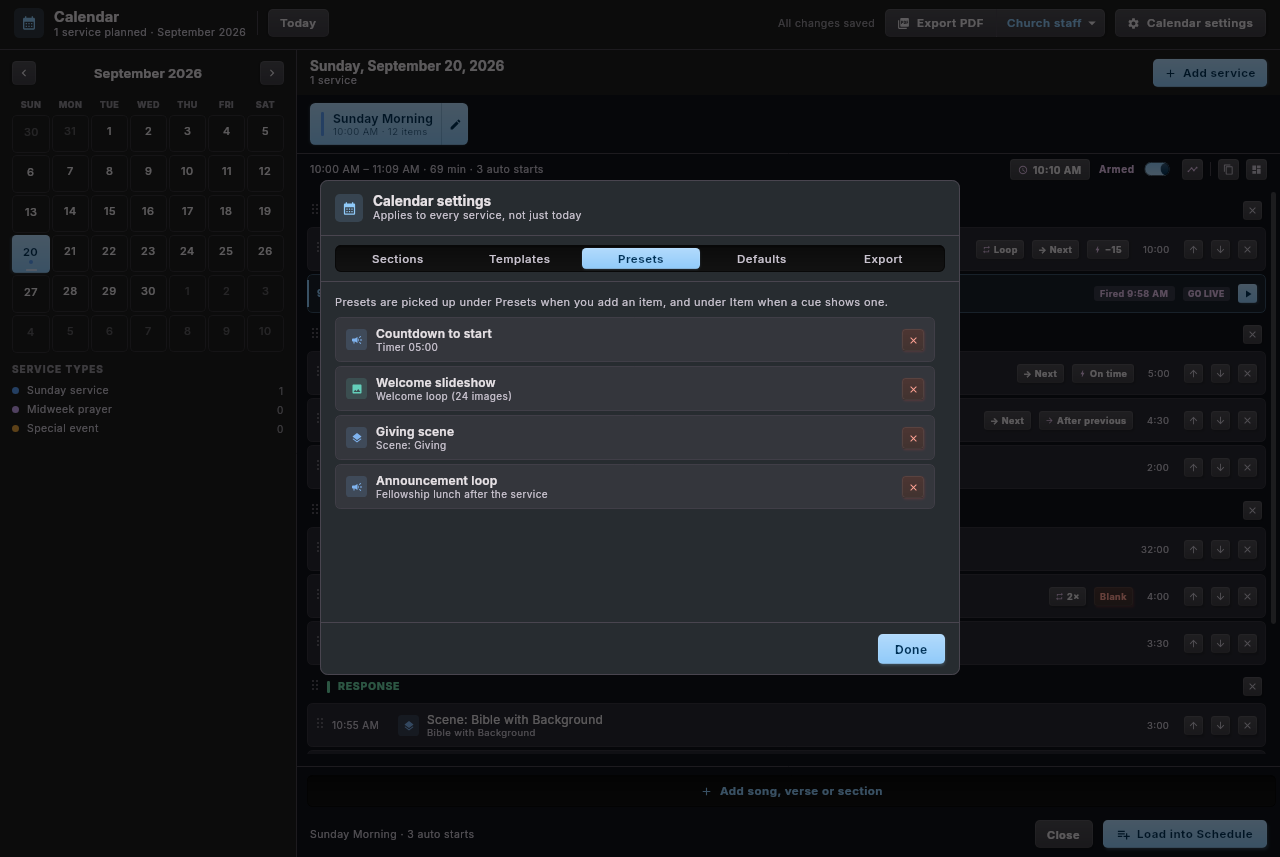 Calendar
1 service planned · September 2026
Today
All changes saved
Export PDF
Church staff
Calendar settings
September 2026
SUN MON TUE WED THU FRI SAT
30 31 1 2 3 4 5
6 7 8 9 10 11 12
13 14 15 16 17 18 19
20 21 22 23 24 25 26
27 28 29 30 1 2 3
4 5 6 7 8 9 10
SERVICE TYPES
Sunday service 1
Midweek prayer 0
Special event 0
Sunday, September 20, 2026
1 service
+ Add service
Sunday Morning
10:00 AM · 12 items
10:00 AM – 11:09 AM · 69 min · 3 auto starts
10:10 AM
Armed
Calendar settings
Applies to every service, not just today
Sections Templates Presets Defaults Export
Presets are picked up under Presets when you add an item, and under Item when a cue shows one.
Countdown to start
Timer 05:00
Welcome slideshow
Welcome loop (24 images)
Giving scene
Scene: Giving
Announcement loop
Fellowship lunch after the service
Done
Loop → Next −15 10:00
Fired 9:58 AM GO LIVE
→ Next On time 5:00
→ Next → After previous 4:30
2:00
32:00
2× Blank 4:00
3:30
RESPONSE
10:55 AM
Scene: Bible with Background
Bible with Background
3:00
+ Add song, verse or section
Sunday Morning · 3 auto starts
Close
Load into Schedule